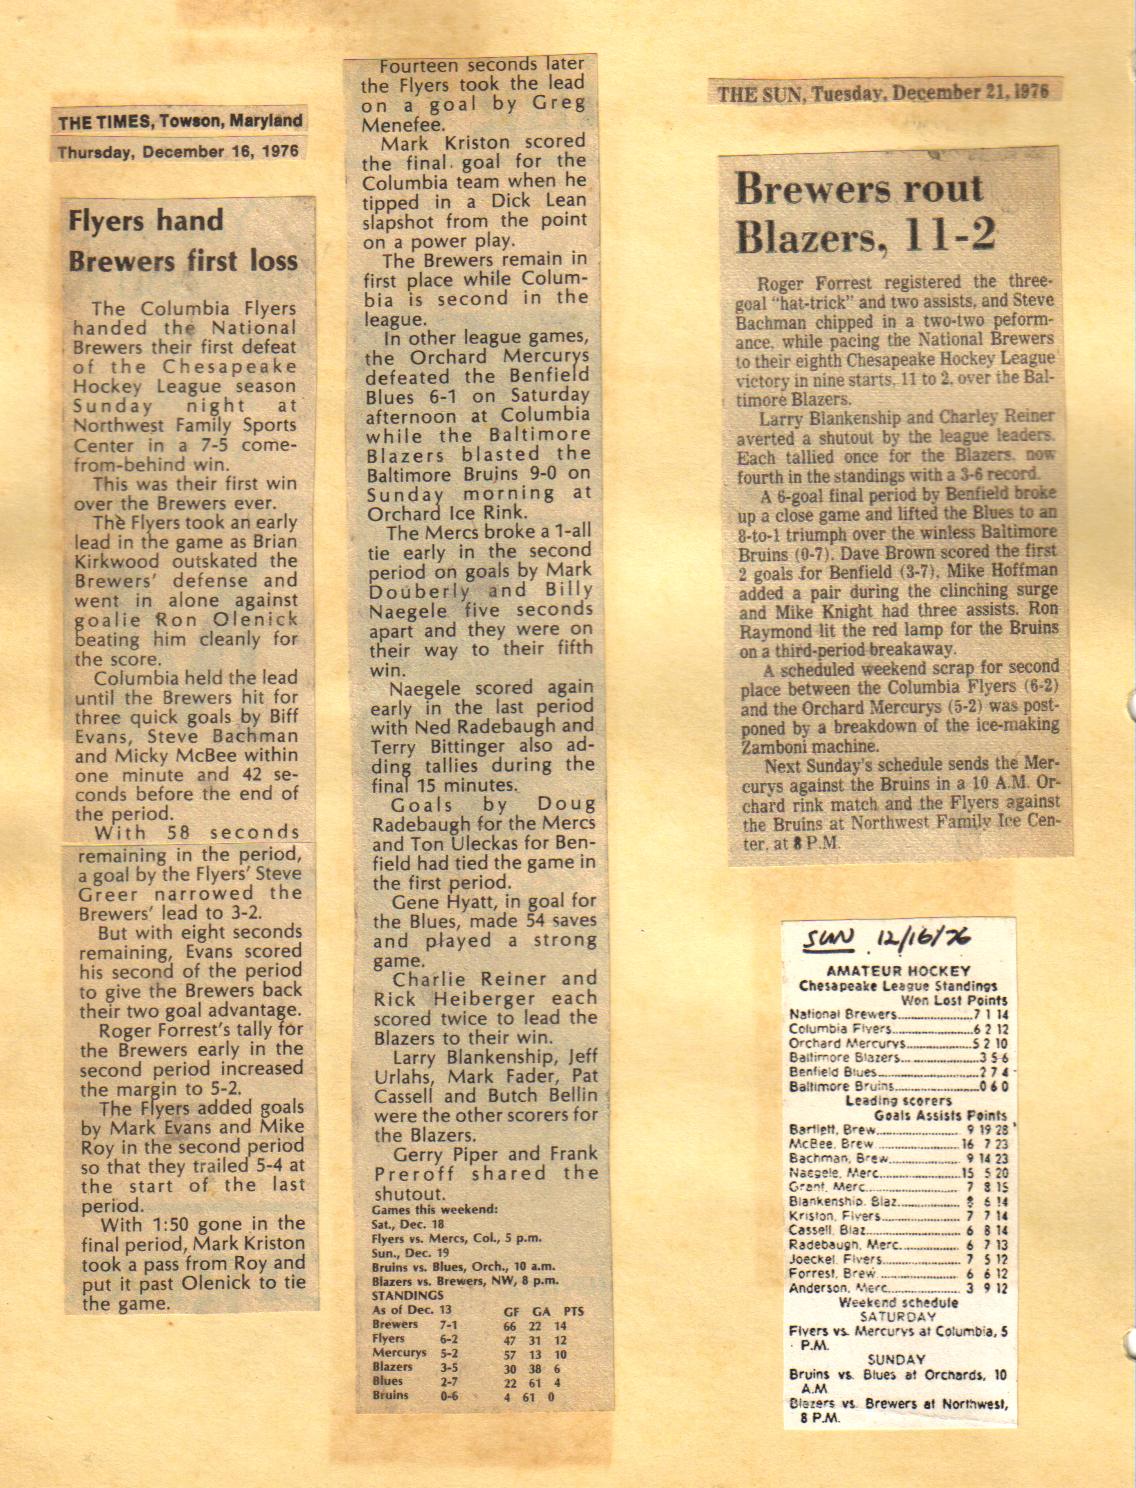 THE TIMES, Towson, Maryland
Thursday, December 16, 1976
Flyers hand
Brewers first loss
The Columbia Flyers
handed the National
Brewers their first defeat
of the Chesapeake
Hockey League season
Sunday night at
Northwest Family Sports
Center in a 7-5 come-
from-behind win.
This was their first win
over the Brewers ever.
The Flyers took an early
lead in the game as Brian
Kirkwood outskated the
Brewers' defense and
went in alone against
goalie Ron Olenick
beating him cleanly for
the score.
Columbia held the lead
until the Brewers hit for
three quick goals by Biff
Evans, Steve Bachman
and Micky McBee within
one minute and 42 se-
conds before the end of
the period.
With 58 seconds
remaining in the period,
a goal by the Flyers' Steve
Greer narrowed the
Brewers' lead to 3-2.
But with eight seconds
remaining, Evans scored
his second of the period
to give the Brewers back
their two goal advantage.
Roger Forrest's tally for
the Brewers early in the
second period increased
the margin to 5-2.
The Flyers added goals
by Mark Evans and Mike
Roy in the second period
so that they trailed 5-4 at
the start of the last
period.
With 1:50 gone in the
final period, Mark Kriston
took a pass from Roy and
put it past Olenick to tie
the game.
Fourteen seconds later
the Flyers took the lead
on a goal by Greg
Menefee.
Mark Kriston scored
the final goal for the
Columbia team when he
tipped in a Dick Lean
slapshot from the point
on a power play.
The Brewers remain in
first place while Colum-
bia is second in the
league.
In other league games,
the Orchard Mercurys
defeated the Benfield
Blues 6-1 on Saturday
afternoon at Columbia
while the Baltimore
Blazers blasted the
Baltimore Bruins 9-0 on
Sunday morning at
Orchard Ice Rink.
The Mercs broke a 1-all
tie early in the second
period on goals by Mark
Douberly and Billy
Naegele five seconds
apart and they were on
their way to their fifth
win.
Naegele scored again
early in the last period
with Ned Radebaugh and
Terry Bittinger also ad-
ding tallies during the
final 15 minutes.
Goals by Doug
Radebaugh for the Mercs
and Ton Uleckas for Ben-
field had tied the game in
the first period.
Gene Hyatt, in goal for
the Blues, made 54 saves
and played a strong
game.
Charlie Reiner and
Rick Heiberger each
scored twice to lead the
Blazers to their win.
Larry Blankenship, Jeff
Urlahs, Mark Fader, Pat
Cassell and Butch Bellin
were the other scorers for
the Blazers.
Gerry Piper and Frank
Preroff shared the
shutout.
Games this weekend:
Sat., Dec. 18
Flyers vs. Mercs, Col., 5 p.m.
Sun., Dec. 19
Bruins vs. Blues, Orch., 10 a.m.
Blazers vs. Brewers, NW, 8 p.m.
STANDINGS
As of Dec. 13 GF GA PTS
Brewers 7-1 66 22 14
Flyers 6-2 47 31 12
Mercurys 5-2 57 13 10
Blazers 3-5 30 38 6
Blues 2-7 22 61 4
Bruins 0-6 4 61 0
THE SUN, Tuesday, December 21, 1976
Brewers rout
Blazers, 11-2
Roger Forrest registered the three-
goal "hat-trick" and two assists, and Steve
Bachman chipped in a two-two peform-
ance, while pacing the National Brewers
to their eighth Chesapeake Hockey League
victory in nine starts, 11 to 2, over the Bal-
timore Blazers.
Larry Blankenship and Charley Reiner
averted a shutout by the league leaders.
Each tallied once for the Blazers, now
fourth in the standings with a 3-6 record.
A 6-goal final period by Benfield broke
up a close game and lifted the Blues to an
8-to-1 triumph over the winless Baltimore
Bruins (0-7). Dave Brown scored the first
2 goals for Benfield (3-7), Mike Hoffman
added a pair during the clinching surge
and Mike Knight had three assists. Ron
Raymond lit the red lamp for the Bruins
on a third-period breakaway.
A scheduled weekend scrap for second
place between the Columbia Flyers (6-2)
and the Orchard Mercurys (5-2) was post-
poned by a breakdown of the ice-making
Zamboni machine.
Next Sunday's schedule sends the Mer-
curys against the Bruins in a 10 A.M. Or-
chard rink match and the Flyers against
the Bruins at Northwest Family Ice Cen-
ter, at 8 P.M.
SUN 12/16/76
AMATEUR HOCKEY
Chesapeake League Standings
Won Lost Points
National Brewers 7 1 14
Columbia Flyers 6 2 12
Orchard Mercurys 5 2 10
Baltimore Blazers 3 5 6
Benfield Blues 2 7 4
Baltimore Bruins 0 6 0
Leading scorers
Goals Assists Points
Bartlett, Brew 9 19 28
McBee, Brew 16 7 23
Bachman, Brew 9 14 23
Naegele, Merc 15 5 20
Grant, Merc 7 8 15
Blankenship, Blaz 8 6 14
Kriston, Flyers 7 7 14
Cassell, Blaz 6 8 14
Radebaugh, Merc 6 7 13
Joeckel, Flyers 7 5 12
Forrest, Brew 6 6 12
Anderson, Merc 3 9 12
Weekend schedule
SATURDAY
Flyers vs. Mercurys at Columbia, 5
P.M.
SUNDAY
Bruins vs. Blues at Orchards, 10
A.M
Blazers vs. Brewers at Northwest,
8 P.M.